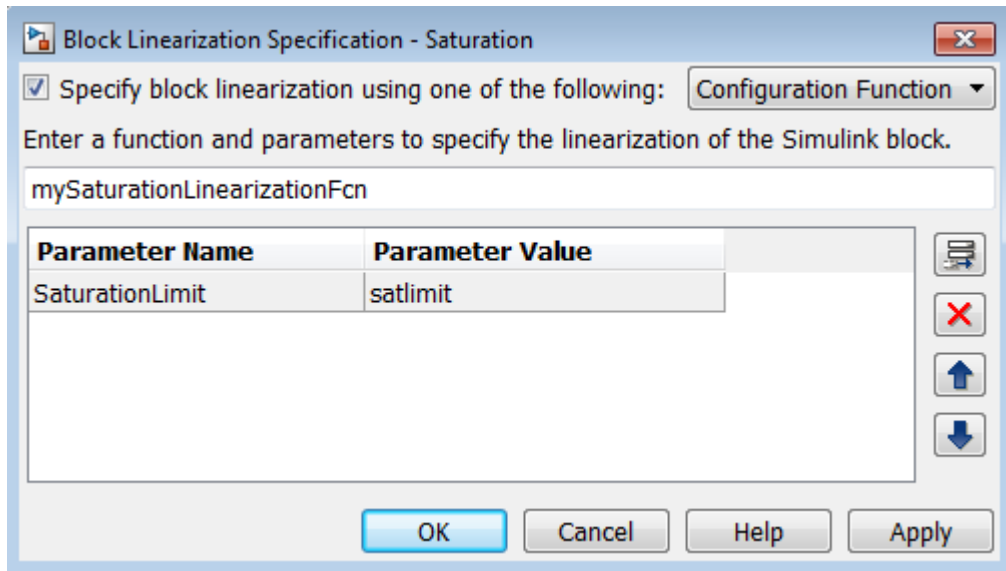 Block Linearization Specification - Saturation
Specify block linearization using one of the following: Configuration Function
Enter a function and parameters to specify the linearization of the Simulink block.
mySaturationLinearizationFcn
Parameter Name Parameter Value
SaturationLimit satlimit
OK Cancel Help Apply